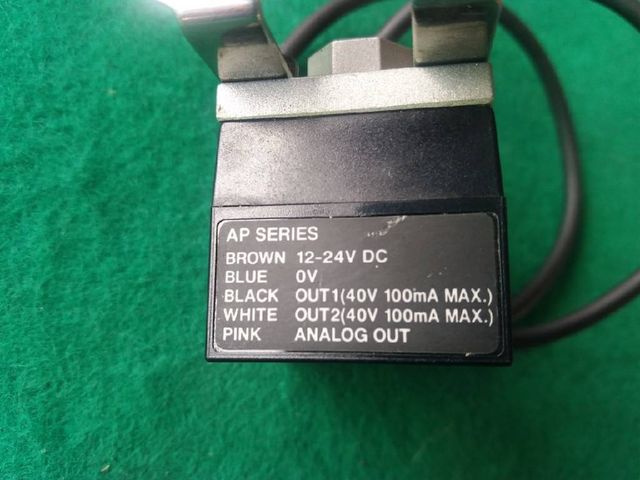 AP SERIES
BROWN 12-24V DC
BLUE 0V
BLACK OUT1(40V 100mA MAX.)
WHITE OUT2(40V 100mA MAX.)
PINK ANALOG OUT